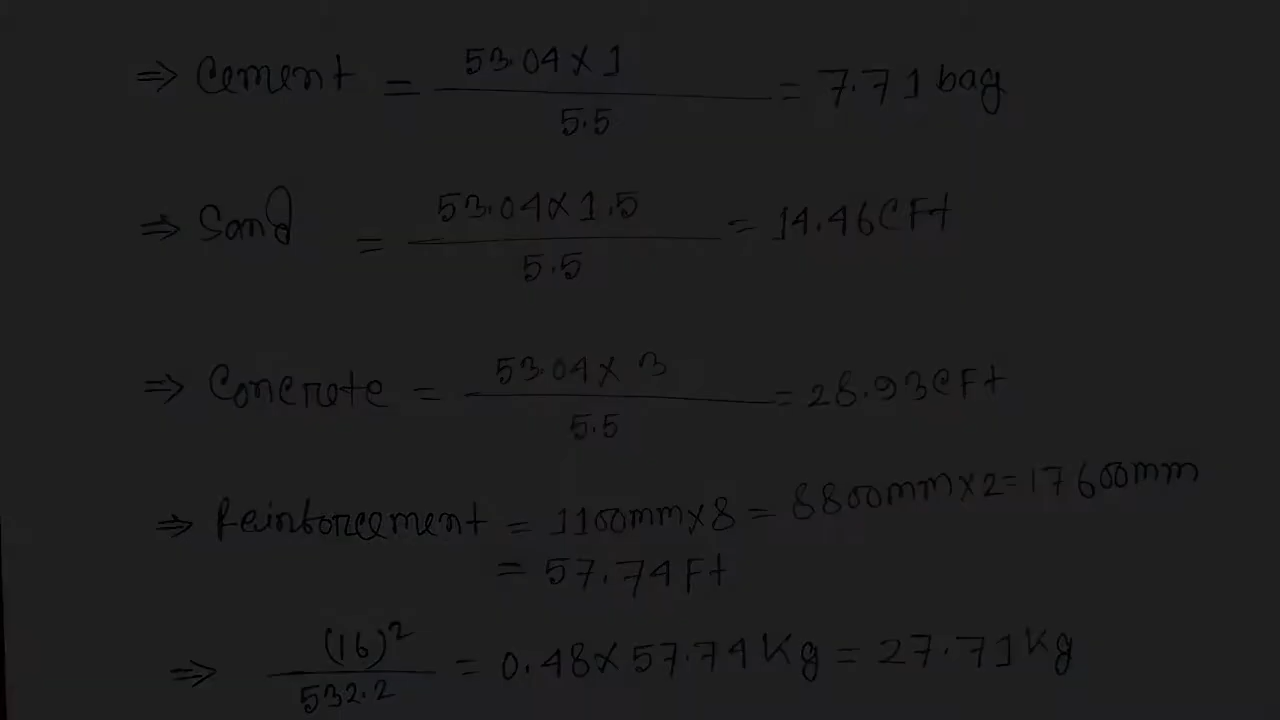 ⇒ Cement = 53.04 × 1 / 5.5 = 7.71 bag
⇒ Sand = 53.04 × 1.5 / 5.5 = 14.46 CFt
⇒ Concrete = 53.04 × 3 / 5.5 = 28.93 CFt
⇒ Reinforcement = 1100mm × 8 = 8800mm × 2 = 17600mm
= 57.74 Ft
⇒ (16)² / 532.2 = 0.48 × 57.74 Kg = 27.71 Kg